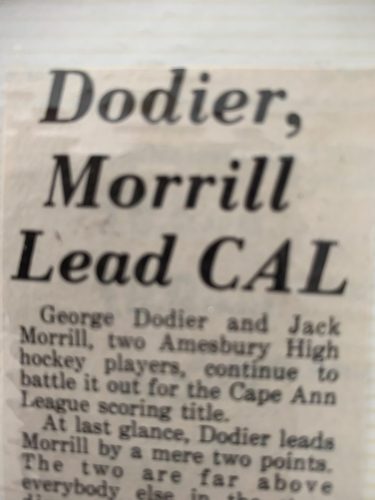 Dodier,
Morrill
Lead CAL
George Dodier and Jack
Morrill, two Amesbury High
hockey players, continue to
battle it out for the Cape Ann
League scoring title.
At last glance, Dodier leads
Morrill by a mere two points.
The two are far above
everybody else in the